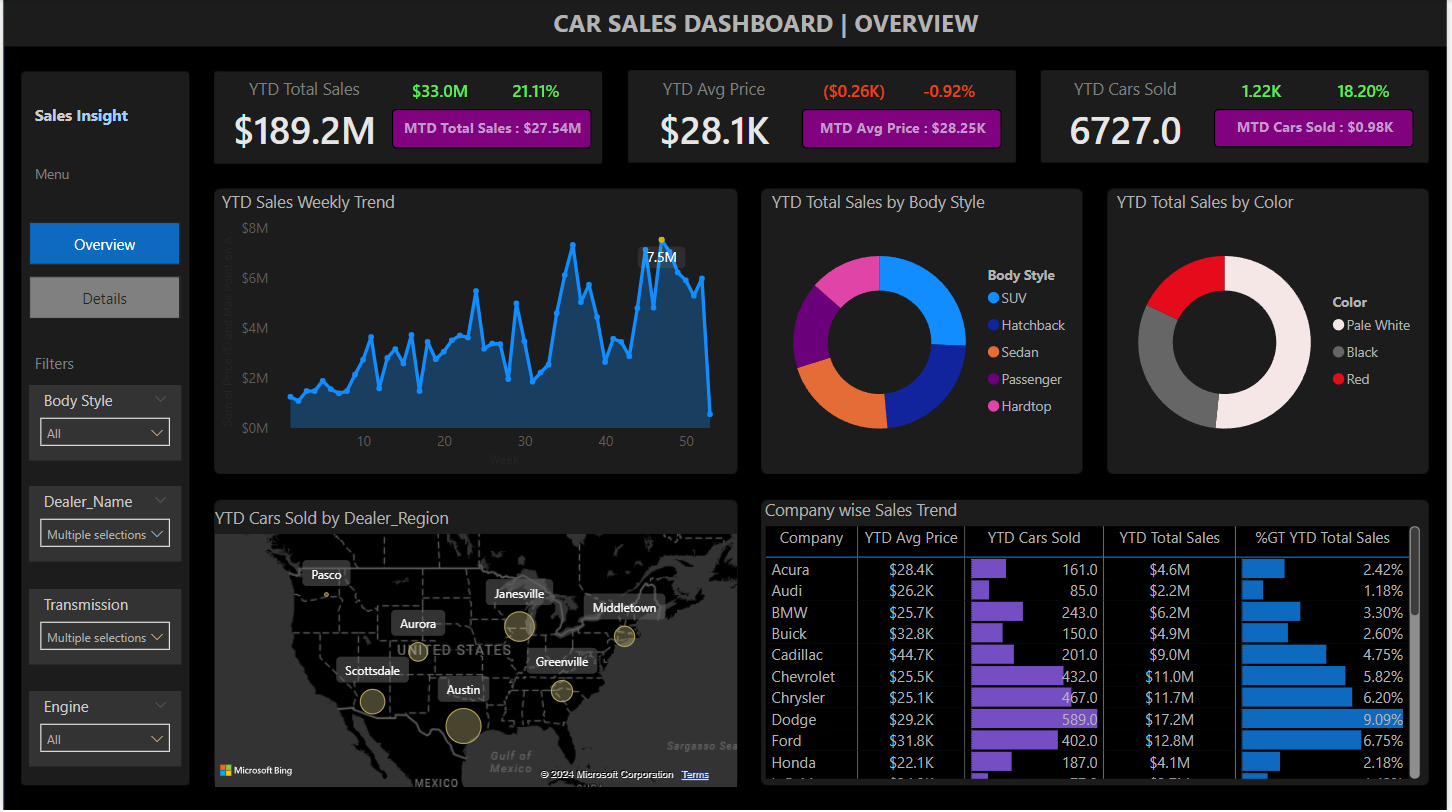 CAR SALES DASHBOARD | OVERVIEW
Sales Insight
Menu
Overview
Details
Filters
Body Style
All
Dealer_Name
Multiple selections
Transmission
Multiple selections
Engine
All
YTD Total Sales
$33.0M 21.11%
$189.2M
MTD Total Sales : $27.54M
YTD Avg Price
($0.26K) -0.92%
$28.1K
MTD Avg Price : $28.25K
YTD Cars Sold
1.22K 18.20%
6727.0
MTD Cars Sold : $0.98K
YTD Sales Weekly Trend
$8M
$6M
$4M
$2M
$0M
7.5M
10 20 30 40 50
Week
YTD Total Sales by Body Style
Body Style
SUV
Hatchback
Sedan
Passenger
Hardtop
YTD Total Sales by Color
Color
Pale White
Black
Red
YTD Cars Sold by Dealer_Region
Pasco
Janesville
Middletown
Aurora
UNITED STATES
Greenville
Scottsdale
Austin
Gulf of
Mexico
Sargasso Sea
MEXICO
Microsoft Bing
© 2024 Microsoft Corporation Terms
Company wise Sales Trend
Company YTD Avg Price YTD Cars Sold YTD Total Sales %GT YTD Total Sales
Acura $28.4K 161.0 $4.6M 2.42%
Audi $26.2K 85.0 $2.2M 1.18%
BMW $25.7K 243.0 $6.2M 3.30%
Buick $32.8K 150.0 $4.9M 2.60%
Cadillac $44.7K 201.0 $9.0M 4.75%
Chevrolet $25.5K 432.0 $11.0M 5.82%
Chrysler $25.1K 467.0 $11.7M 6.20%
Dodge $29.2K 589.0 $17.2M 9.09%
Ford $31.8K 402.0 $12.8M 6.75%
Honda $22.1K 187.0 $4.1M 2.18%